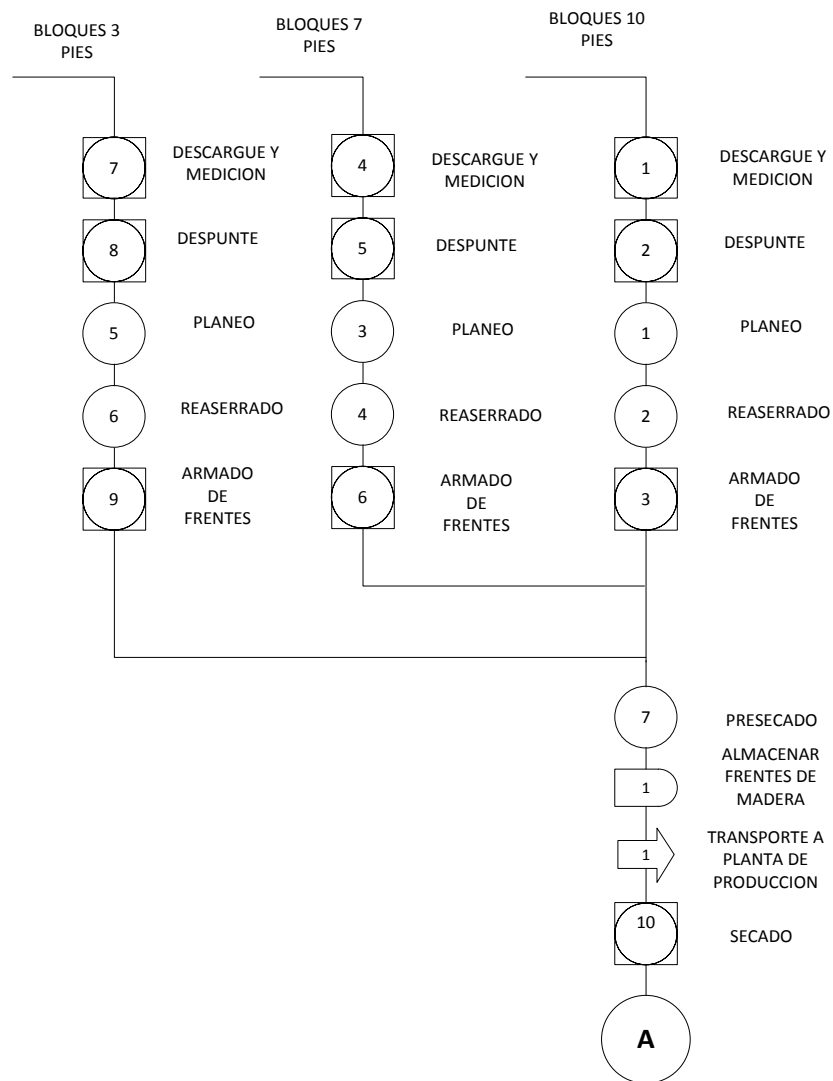 BLOQUES 3
PIES
BLOQUES 7
PIES
BLOQUES 10
PIES
7
DESCARGUE Y
MEDICION
4
DESCARGUE Y
MEDICION
1
DESCARGUE Y
MEDICION
8
DESPUNTE
5
DESPUNTE
2
DESPUNTE
5
PLANEO
3
PLANEO
1
PLANEO
6
REASERRADO
4
REASERRADO
2
REASERRADO
9
ARMADO
DE
FRENTES
6
ARMADO
DE
FRENTES
3
ARMADO
DE
FRENTES
7
PRESECADO
1
ALMACENAR
FRENTES DE
MADERA
1
TRANSPORTE A
PLANTA DE
PRODUCCION
10
SECADO
A